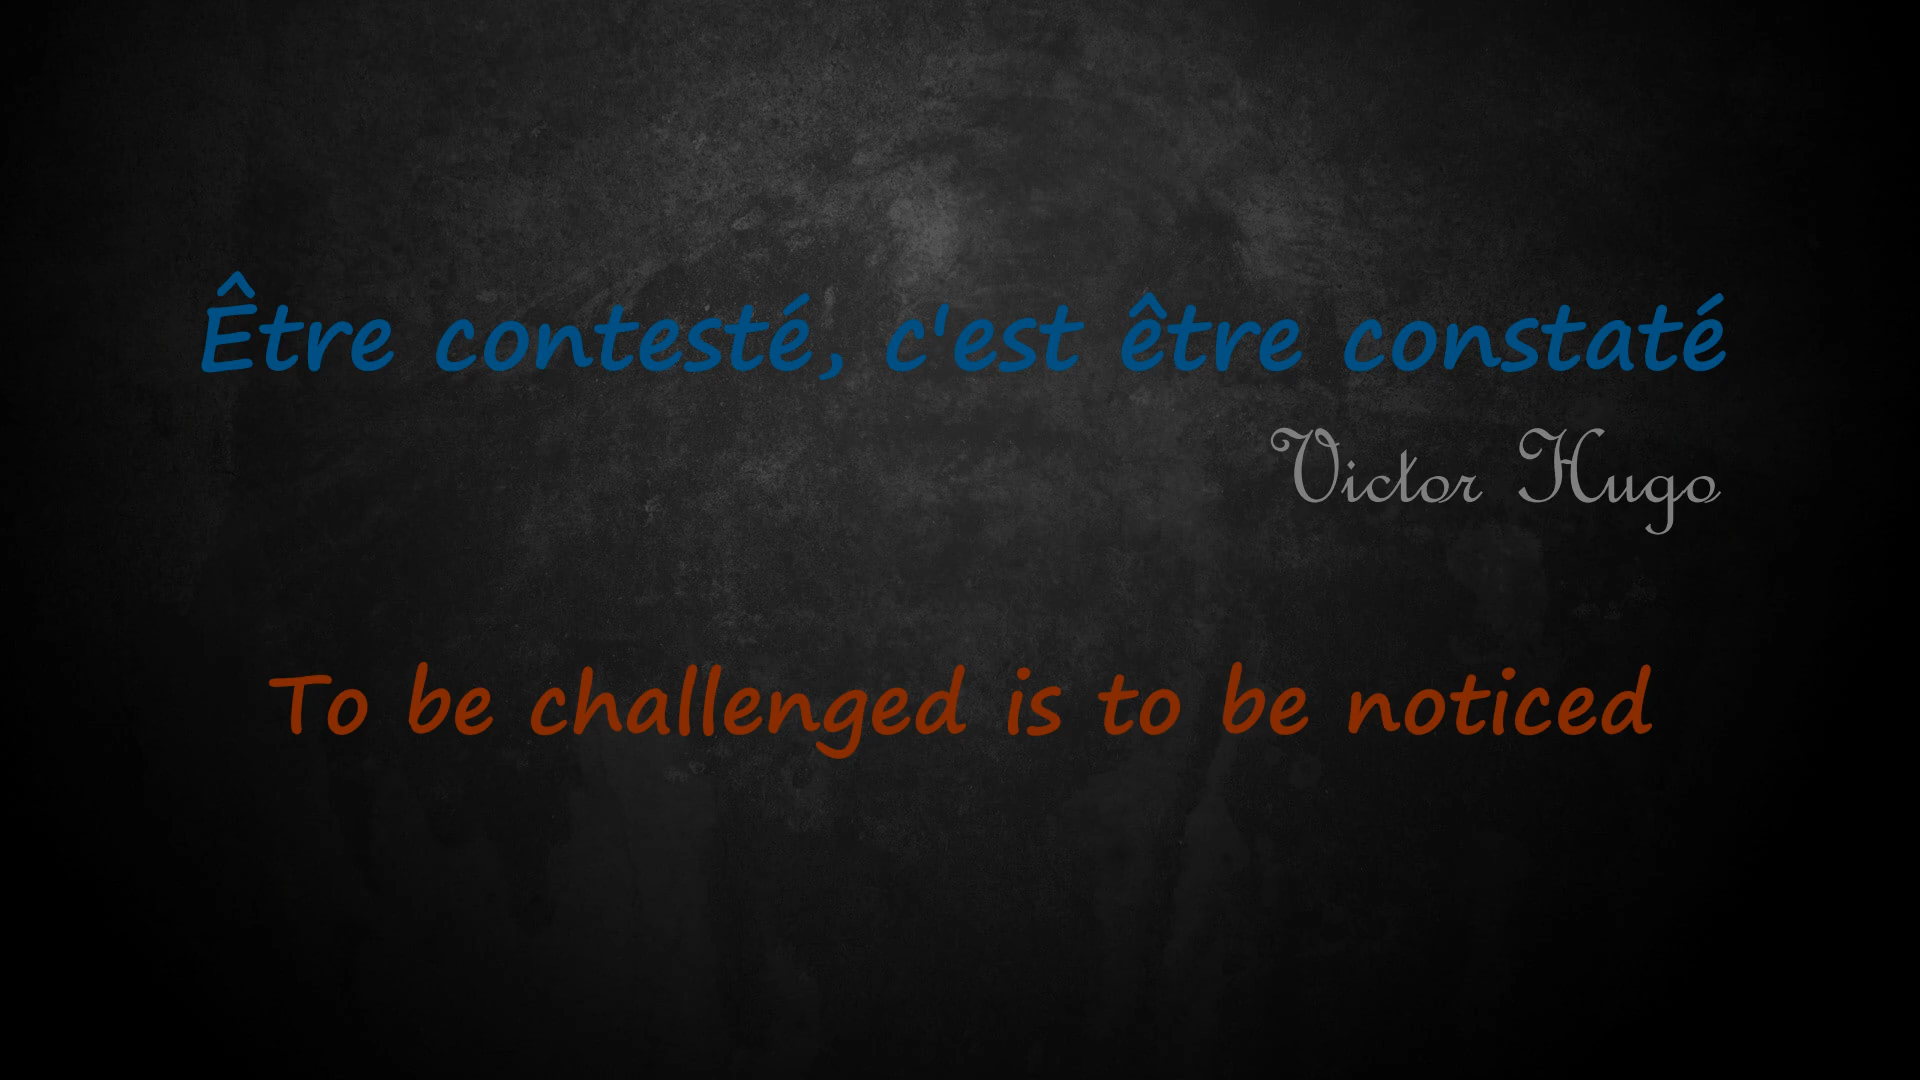 Être contesté, c'est être constaté
Victor Hugo
To be challenged is to be noticed